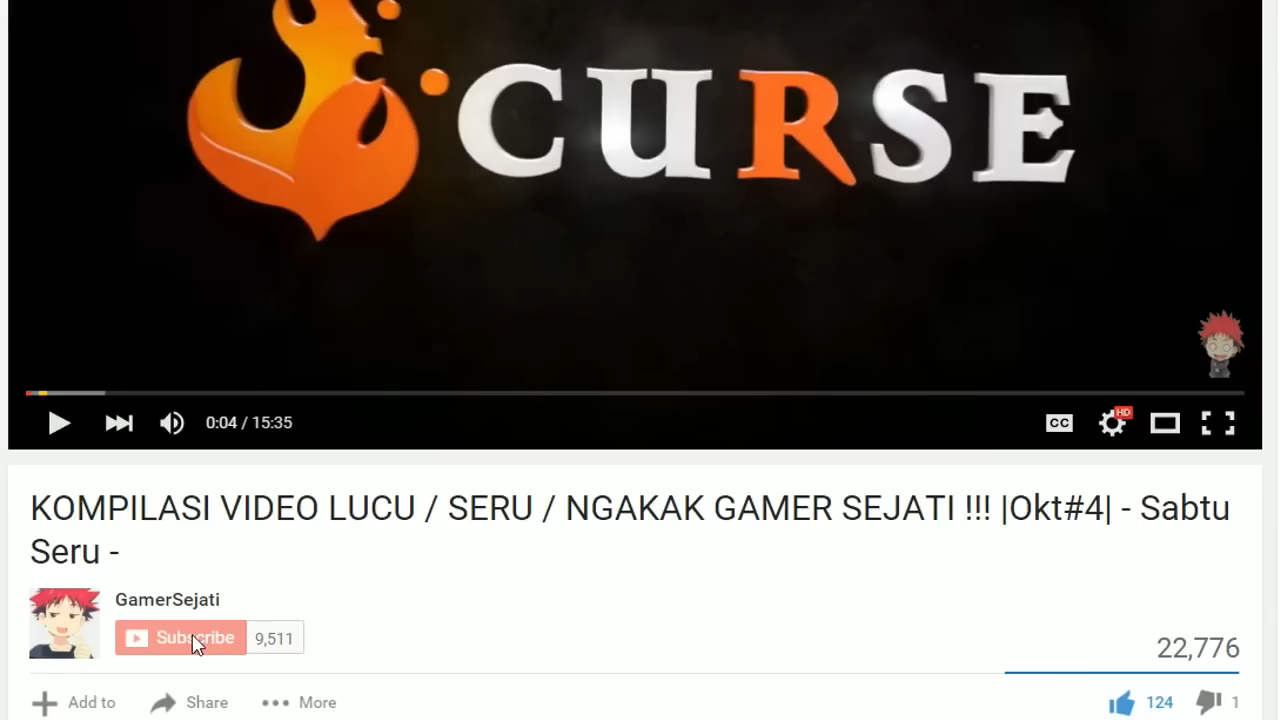 CURSE
0:04 / 15:35
CC
HD
KOMPILASI VIDEO LUCU / SERU / NGAKAK GAMER SEJATI !!! |Okt#4| - Sabtu
Seru -
GamerSejati
Subscribe 9,511
22,776
Add to Share More 124 1